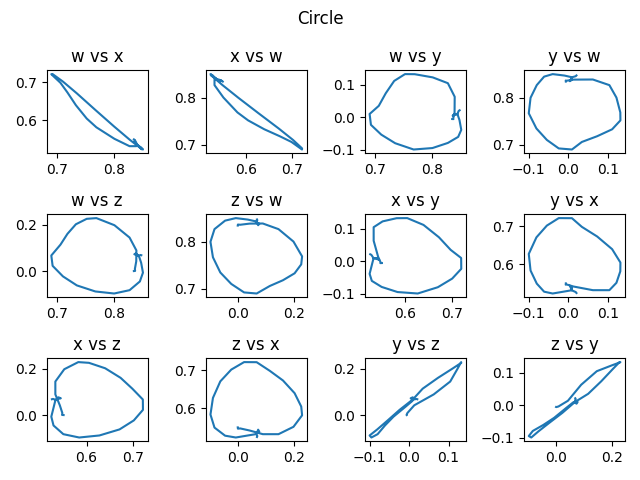 Circle
w vs x
x vs w
w vs y
y vs w
0.7
0.6
0.7 0.8
0.8
0.7
0.6 0.7
0.1
0.0
−0.1
0.7 0.8
0.8
0.7
−0.1 0.0 0.1
w vs z
z vs w
x vs y
y vs x
0.2
0.0
0.7 0.8
0.8
0.7
0.0 0.2
0.1
0.0
−0.1
0.6 0.7
0.7
0.6
−0.1 0.0 0.1
x vs z
z vs x
y vs z
z vs y
0.2
0.0
0.6 0.7
0.7
0.6
0.0 0.2
0.2
0.0
−0.1 0.0 0.1
0.1
0.0
−0.1
0.0 0.2